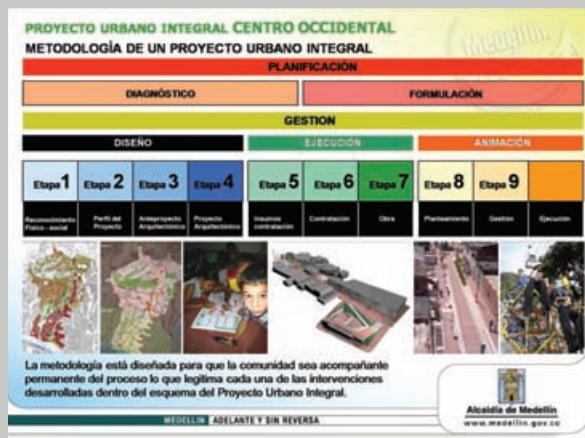 PROYECTO URBANO INTEGRAL CENTRO OCCIDENTAL
METODOLOGÍA DE UN PROYECTO URBANO INTEGRAL
Medellín
PLANIFICACIÓN
DIAGNÓSTICO FORMULACIÓN
GESTION
DISEÑO EJECUCIÓN ANIMACIÓN
Etapa 1 Etapa 2 Etapa 3 Etapa 4 Etapa 5 Etapa 6 Etapa 7 Etapa 8 Etapa 9
Reconocimiento Perfil del Anteproyecto Proyecto Insumos Contratación Obra Planteamiento Gestión Ejecución
Físico - social Proyecto Arquitectónico Arquitectónico contratación
La metodología está diseñada para que la comunidad sea acompañante
permanente del proceso lo que legitima cada una de las intervenciones
desarrolladas dentro del esquema del Proyecto Urbano Integral.
Alcaldía de Medellín
www.medellin.gov.co
MEDELLIN ADELANTE Y SIN REVERSA